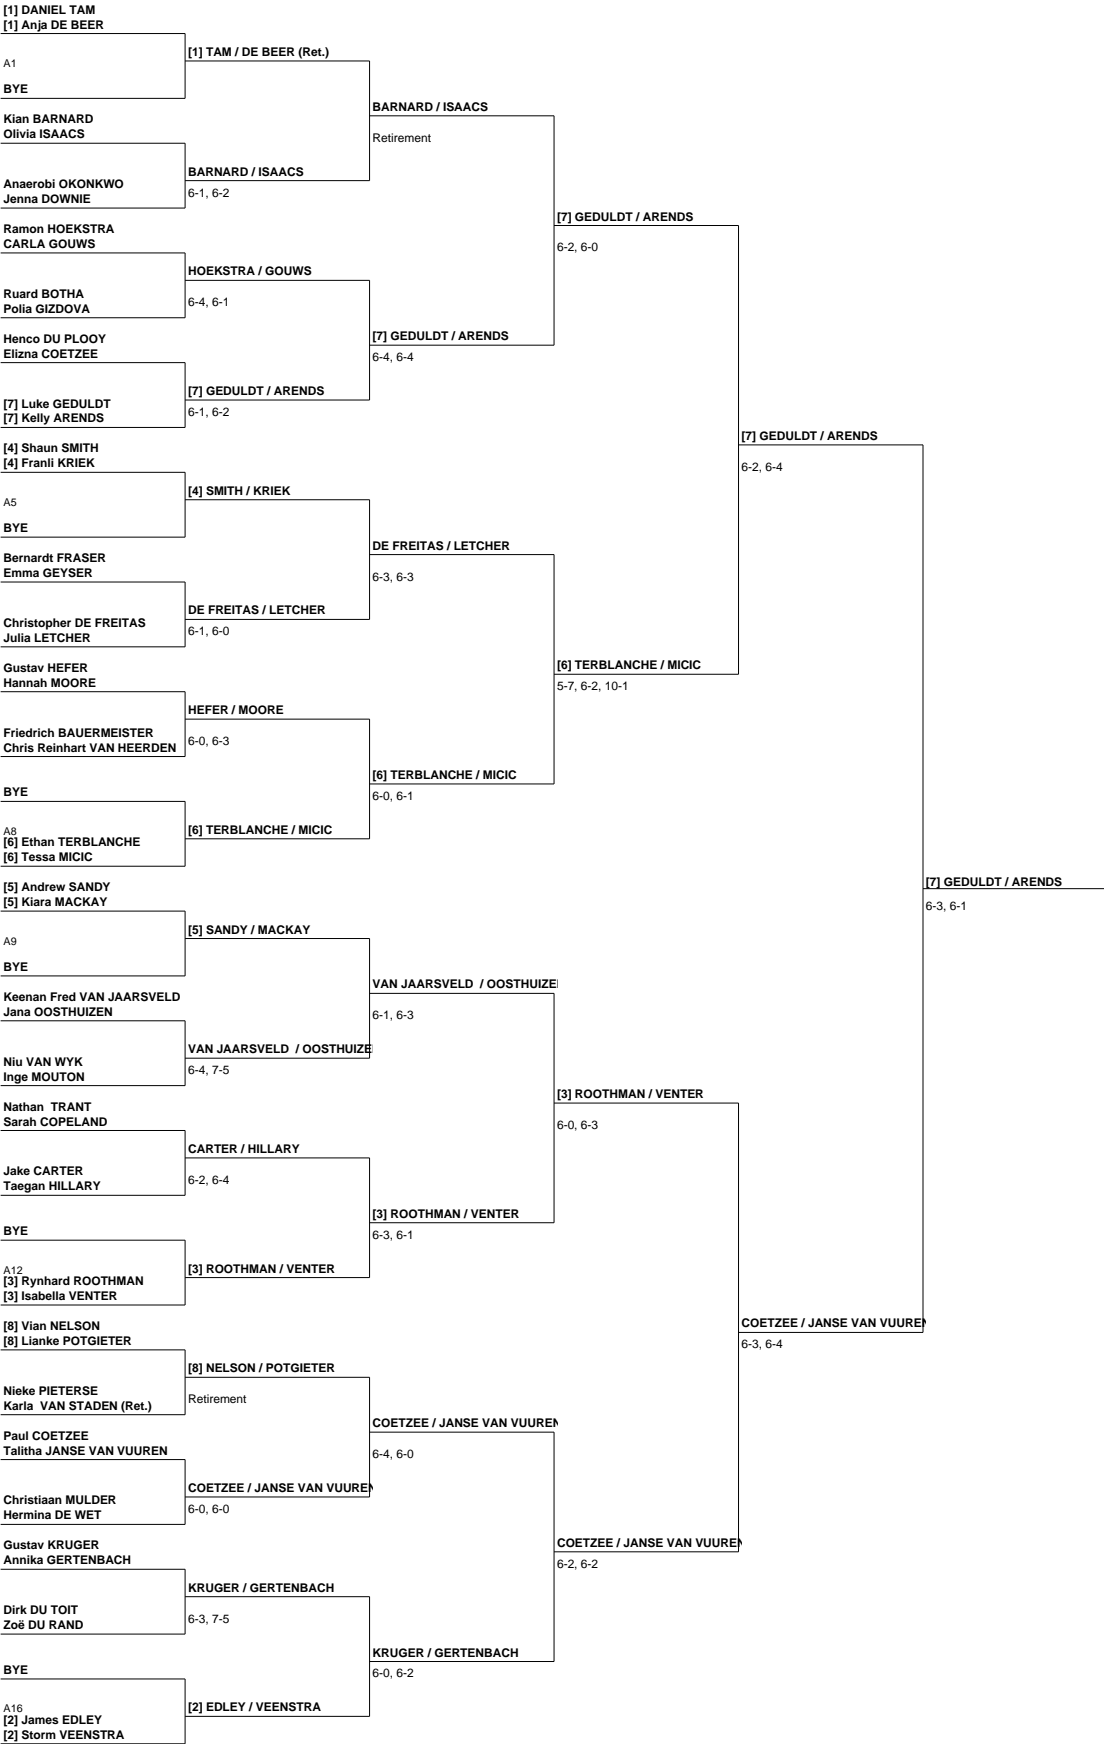 [1] DANIEL TAM
[1] Anja DE BEER
[1] TAM / DE BEER (Ret.)
A1
BYE
BARNARD / ISAACS
Kian BARNARD
Olivia ISAACS
Retirement
BARNARD / ISAACS
Anaerobi OKONKWO
Jenna DOWNIE
6-1, 6-2
[7] GEDULDT / ARENDS
Ramon HOEKSTRA
CARLA GOUWS
6-2, 6-0
HOEKSTRA / GOUWS
Ruard BOTHA
Polia GIZDOVA
6-4, 6-1
Henco DU PLOOY
Elizna COETZEE
[7] GEDULDT / ARENDS
6-4, 6-4
[7] GEDULDT / ARENDS
[7] Luke GEDULDT
[7] Kelly ARENDS
6-1, 6-2
[7] GEDULDT / ARENDS
[4] Shaun SMITH
[4] Franli KRIEK
6-2, 6-4
[4] SMITH / KRIEK
A5
BYE
DE FREITAS / LETCHER
Bernardt FRASER
Emma GEYSER
6-3, 6-3
DE FREITAS / LETCHER
Christopher DE FREITAS
Julia LETCHER
6-1, 6-0
[6] TERBLANCHE / MICIC
Gustav HEFER
Hannah MOORE
5-7, 6-2, 10-1
HEFER / MOORE
Friedrich BAUERMEISTER
Chris Reinhart VAN HEERDEN
6-0, 6-3
[6] TERBLANCHE / MICIC
BYE
6-0, 6-1
[6] TERBLANCHE / MICIC
A8
[6] Ethan TERBLANCHE
[6] Tessa MICIC
[7] GEDULDT / ARENDS
[5] Andrew SANDY
[5] Kiara MACKAY
6-3, 6-1
[5] SANDY / MACKAY
A9
BYE
VAN JAARSVELD  / OOSTHUIZE
Keenan Fred VAN JAARSVELD
Jana OOSTHUIZEN
6-1, 6-3
VAN JAARSVELD  / OOSTHUIZE
Niu VAN WYK
Inge MOUTON
6-4, 7-5
[3] ROOTHMAN / VENTER
Nathan  TRANT
Sarah COPELAND
6-0, 6-3
CARTER / HILLARY
Jake CARTER
Taegan HILLARY
6-2, 6-4
[3] ROOTHMAN / VENTER
BYE
6-3, 6-1
[3] ROOTHMAN / VENTER
A12
[3] Rynhard ROOTHMAN
[3] Isabella VENTER
COETZEE / JANSE VAN VUUREN
[8] Vian NELSON
[8] Lianke POTGIETER
6-3, 6-4
[8] NELSON / POTGIETER
Nieke PIETERSE
Karla  VAN STADEN (Ret.)
Retirement
COETZEE / JANSE VAN VUUREN
Paul COETZEE
Talitha JANSE VAN VUUREN
6-4, 6-0
COETZEE / JANSE VAN VUUREN
Christiaan MULDER
Hermina DE WET
6-0, 6-0
COETZEE / JANSE VAN VUUREN
Gustav KRUGER
Annika GERTENBACH
6-2, 6-2
KRUGER / GERTENBACH
Dirk DU TOIT
Zoë DU RAND
6-3, 7-5
KRUGER / GERTENBACH
BYE
6-0, 6-2
[2] EDLEY / VEENSTRA
A16
[2] James EDLEY
[2] Storm VEENSTRA